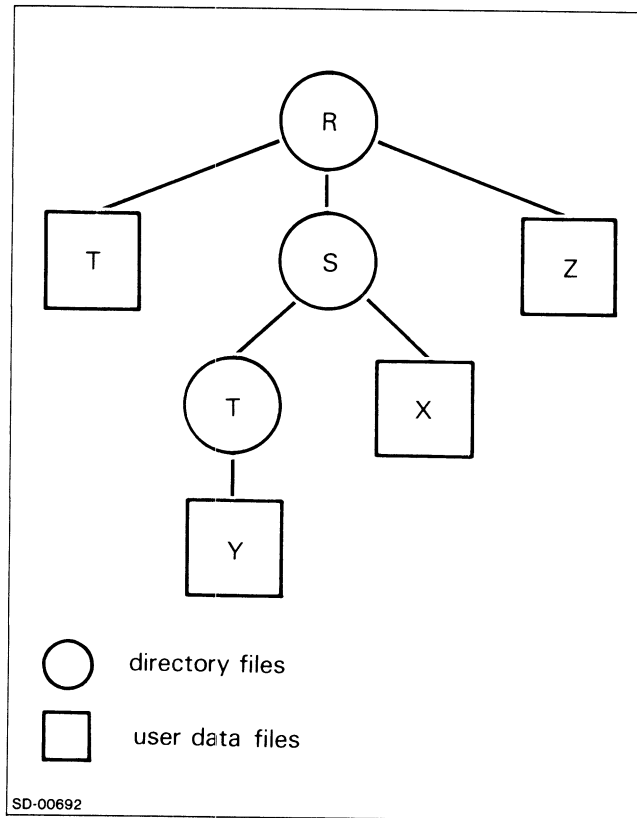 R
T
S
Z
T
X
Y
directory files
user data files
SD-00692